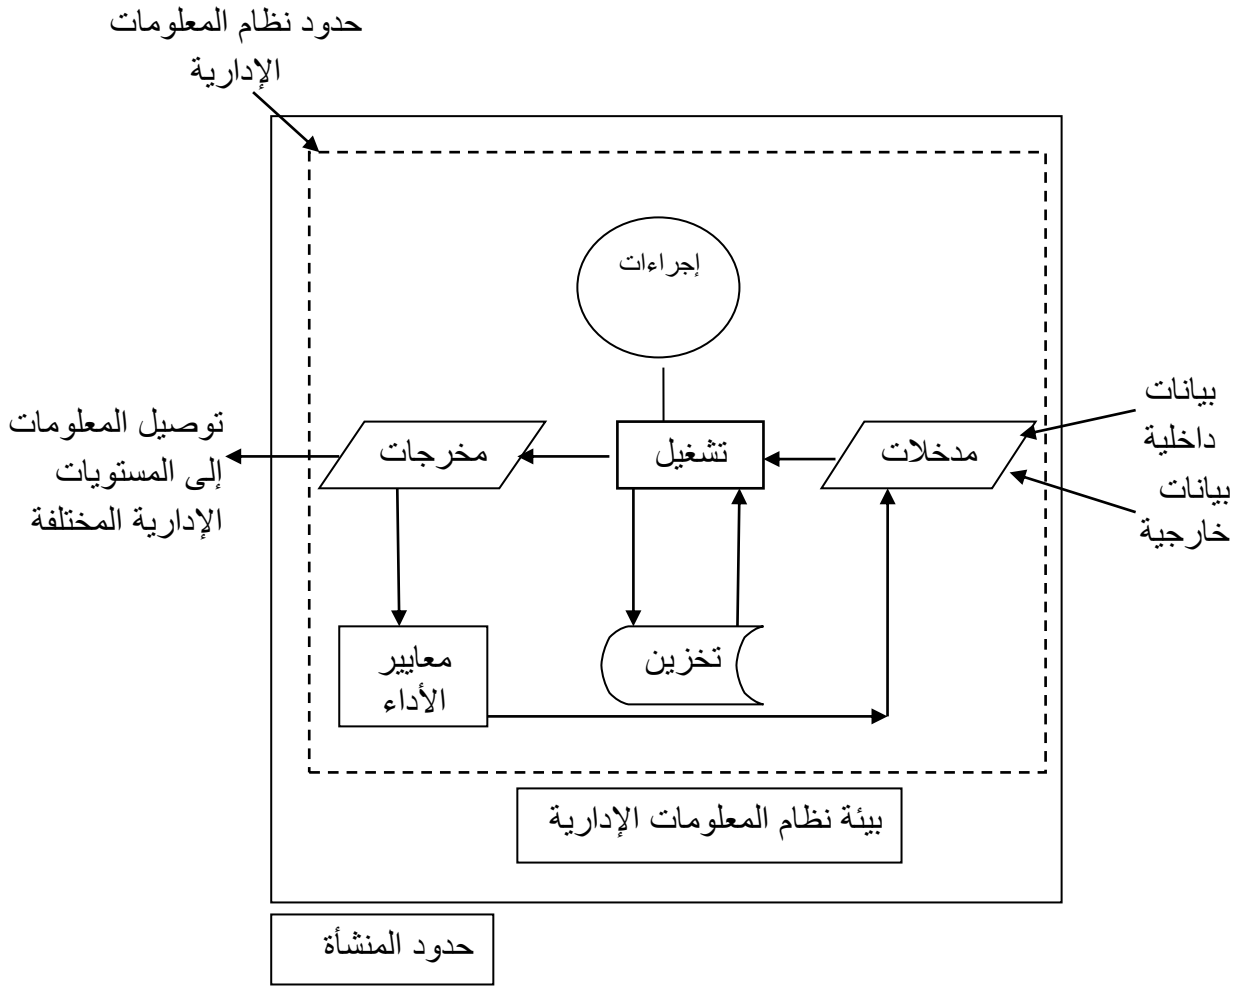 حدود نظام المعلومات
الإدارية
إجراءات
بيانات
داخلية
بيانات
خارجية
مدخلات
تشغيل
مخرجات
توصيل المعلومات
إلى المستويات
الإدارية المختلفة
تخزين
معايير
الأداء
بيئة نظام المعلومات الإدارية
حدود المنشأة